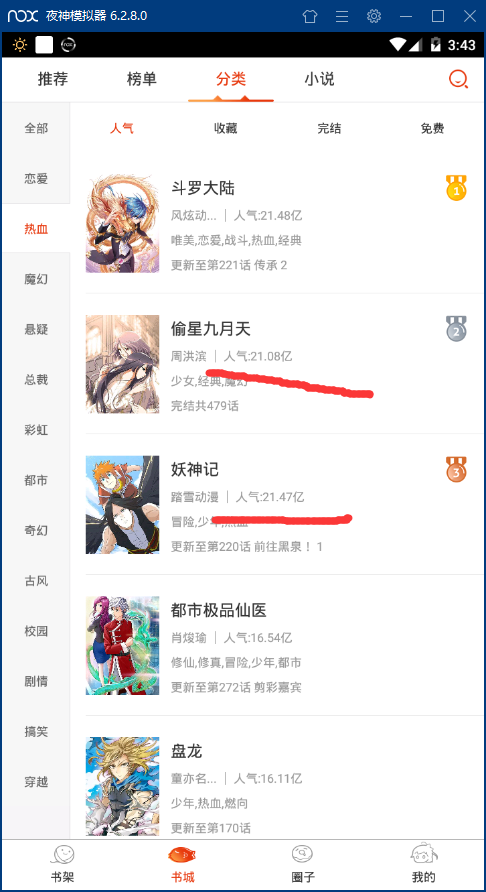 nox 夜神模拟器 6.2.8.0
3:43
推荐 榜单 分类 小说
全部 人气 收藏 完结 免费
恋爱
热血
魔幻
悬疑
总裁
彩虹
都市
奇幻
古风
校园
剧情
搞笑
穿越
斗罗大陆
1
风炫动... | 人气:21.48亿
唯美,恋爱,战斗,热血,经典
更新至第221话 传承 2
偷星九月天
2
周洪滨 | 人气:21.08亿
少女,经典,魔幻
完结共479话
妖神记
3
踏雪动漫 | 人气:21.47亿
冒险,少年,热血
更新至第220话 前往黑泉！ 1
都市极品仙医
肖焌瑜 | 人气:16.54亿
修仙,修真,冒险,少年,都市
更新至第272话 剪彩嘉宾
盘龙
童亦名... | 人气:16.11亿
少年,热血,燃向
更新至第170话
书架 书城 圈子 我的